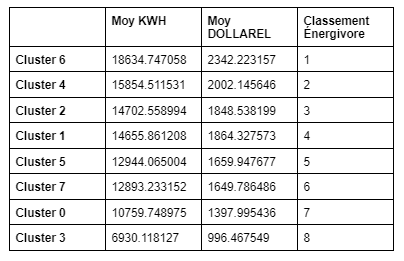 Moy KWH Moy DOLLAREL Classement Énergivore
Cluster 6 18634.747058 2342.223157 1
Cluster 4 15854.511531 2002.145646 2
Cluster 2 14702.558994 1848.538199 3
Cluster 1 14655.861208 1864.327573 4
Cluster 5 12944.065004 1659.947677 5
Cluster 7 12893.233152 1649.786486 6
Cluster 0 10759.748975 1397.995436 7
Cluster 3 6930.118127 996.467549 8